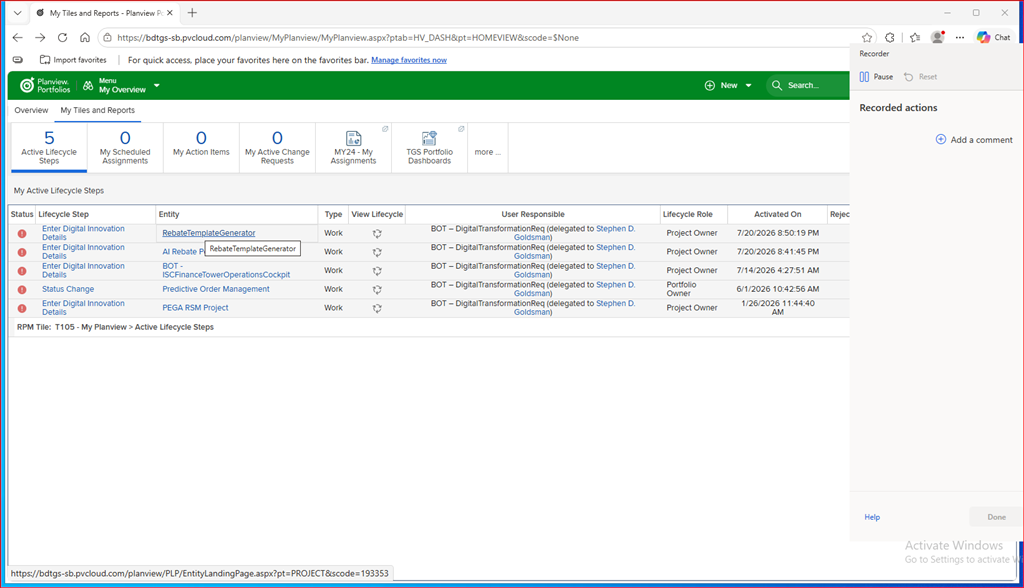 My Tiles and Reports - Planview Po
https://bdtgs-sb.pvcloud.com/planview/MyPlanview/MyPlanview.aspx?ptab=HV_DASH&pt=HOMEVIEW&scode=$None
Chat
Import favorites
For quick access, place your favorites here on the favorites bar. Manage favorites now
Recorder
Planview.
Portfolios
Menu
My Overview
New
Search...
Pause
Reset
Overview
My Tiles and Reports
Recorded actions
5
Active Lifecycle
Steps
0
My Scheduled
Assignments
0
My Action Items
0
My Active Change
Requests
MY24 - My
Assignments
TGS Portfolio
Dashboards
more ...
Add a comment
My Active Lifecycle Steps
Status Lifecycle Step Entity Type View Lifecycle User Responsible Lifecycle Role Activated On Rejec
Enter Digital Innovation
Details
RebateTemplateGenerator
Work
BOT – DigitalTransformationReq (delegated to Stephen D.
Goldsman)
Project Owner
7/20/2026 8:50:19 PM
RebateTemplateGenerator
Enter Digital Innovation
Details
AI Rebate P
Work
BOT – DigitalTransformationReq (delegated to Stephen D.
Goldsman)
Project Owner
7/20/2026 8:41:45 PM
Enter Digital Innovation
Details
BOT -
ISCFinanceTowerOperationsCockpit
Work
BOT – DigitalTransformationReq (delegated to Stephen D.
Goldsman)
Project Owner
7/14/2026 4:27:51 AM
Status Change
Predictive Order Management
Work
BOT – DigitalTransformationReq (delegated to Stephen D.
Goldsman)
Portfolio
Owner
6/1/2026 10:42:56 AM
Enter Digital Innovation
Details
PEGA RSM Project
Work
BOT – DigitalTransformationReq (delegated to Stephen D.
Goldsman)
Project Owner
1/26/2026 11:44:40
AM
RPM Tile: T105 - My Planview > Active Lifecycle Steps
Help
Done
Activate Windows
Go to Settings to activate W
https://bdtgs-sb.pvcloud.com/planview/PLP/EntityLandingPage.aspx?pt=PROJECT&scode=193353